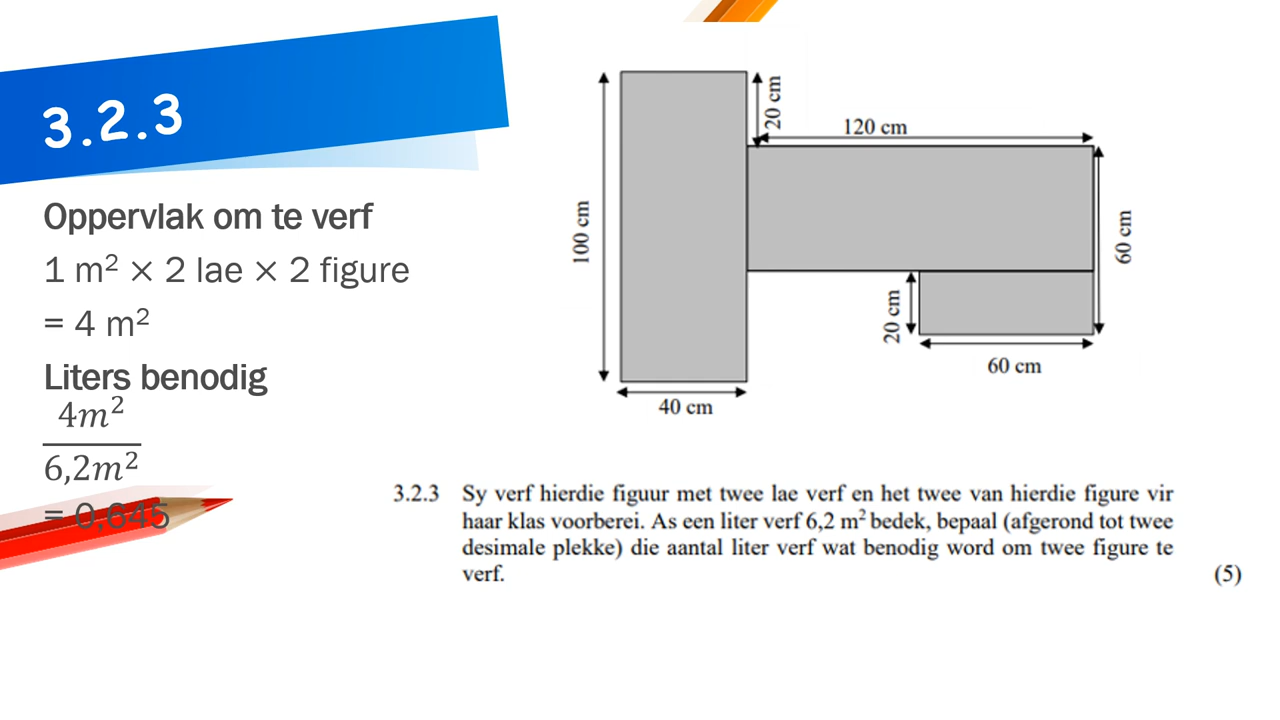 3.2.3
Oppervlak om te verf
1 m² × 2 lae × 2 figure
= 4 m²
Liters benodig
4m²
6,2m²
= 0,645
20 cm
120 cm
100 cm
60 cm
20 cm
60 cm
40 cm
3.2.3 Sy verf hierdie figuur met twee lae verf en het twee van hierdie figure vir
haar klas voorberei. As een liter verf 6,2 m² bedek, bepaal (afgerond tot twee
desimale plekke) die aantal liter verf wat benodig word om twee figure te
verf. (5)